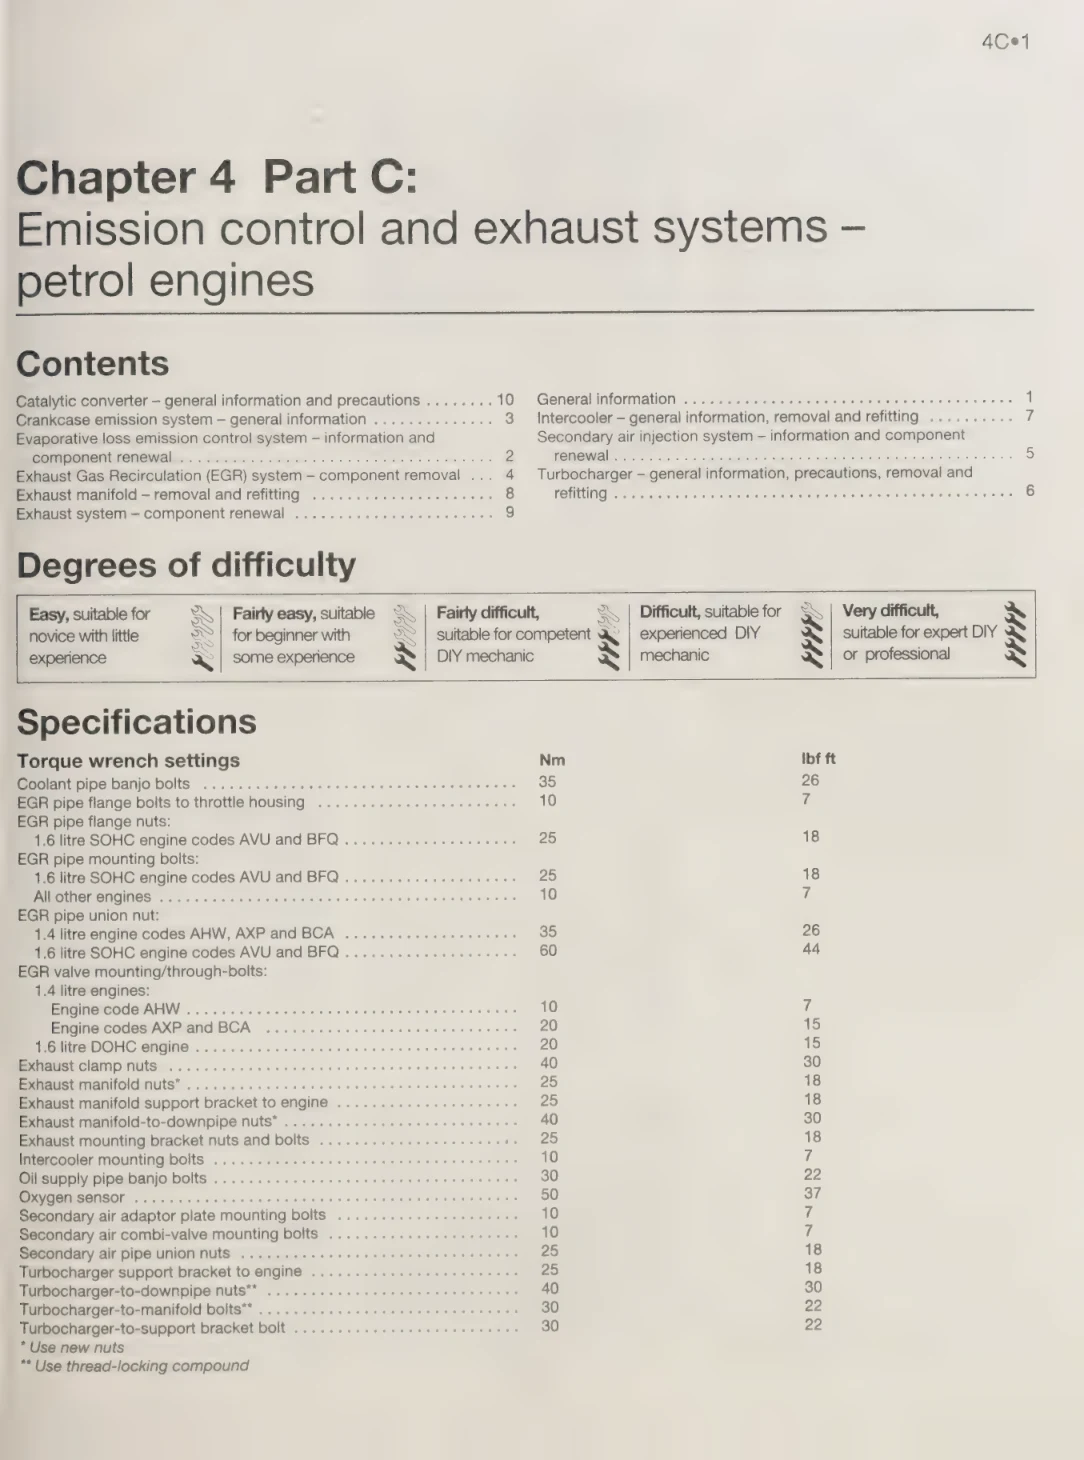 4C•1
Chapter 4 Part C:
Emission control and exhaust systems –
petrol engines
Contents
Catalytic converter – general information and precautions ........ 10
Crankcase emission system – general information .............. 3
Evaporative loss emission control system – information and
component renewal ..................................... 2
Exhaust Gas Recirculation (EGR) system – component removal ... 4
Exhaust manifold – removal and refitting ..................... 8
Exhaust system – component renewal ....................... 9
General information ....................................... 1
Intercooler – general information, removal and refitting .......... 7
Secondary air injection system – information and component
renewal ................................................ 5
Turbocharger – general information, precautions, removal and
refitting ................................................ 6
Degrees of difficulty
Easy, suitable for
novice with little
experience
Fairly easy, suitable
for beginner with
some experience
Fairly difficult,
suitable for competent
DIY mechanic
Difficult, suitable for
experienced DIY
mechanic
Very difficult,
suitable for expert DIY
or professional
Specifications
Torque wrench settings Nm lbf ft
Coolant pipe banjo bolts .................................... 35 26
EGR pipe flange bolts to throttle housing ....................... 10 7
EGR pipe flange nuts:
1.6 litre SOHC engine codes AVU and BFQ .................... 25 18
EGR pipe mounting bolts:
1.6 litre SOHC engine codes AVU and BFQ .................... 25 18
All other engines ......................................... 10 7
EGR pipe union nut:
1.4 litre engine codes AHW, AXP and BCA .................... 35 26
1.6 litre SOHC engine codes AVU and BFQ .................... 60 44
EGR valve mounting/through-bolts:
1.4 litre engines:
Engine code AHW ...................................... 10 7
Engine codes AXP and BCA ............................. 20 15
1.6 litre DOHC engine ..................................... 20 15
Exhaust clamp nuts ........................................ 40 30
Exhaust manifold nuts* ...................................... 25 18
Exhaust manifold support bracket to engine ..................... 25 18
Exhaust manifold-to-downpipe nuts* ........................... 40 30
Exhaust mounting bracket nuts and bolts ....................... 25 18
Intercooler mounting bolts ................................... 10 7
Oil supply pipe banjo bolts ................................... 30 22
Oxygen sensor ............................................ 50 37
Secondary air adaptor plate mounting bolts ..................... 10 7
Secondary air combi-valve mounting bolts ...................... 10 7
Secondary air pipe union nuts ................................ 25 18
Turbocharger support bracket to engine ........................ 25 18
Turbocharger-to-downpipe nuts** ............................. 40 30
Turbocharger-to-manifold bolts** .............................. 30 22
Turbocharger-to-support bracket bolt .......................... 30 22
* Use new nuts
** Use thread-locking compound